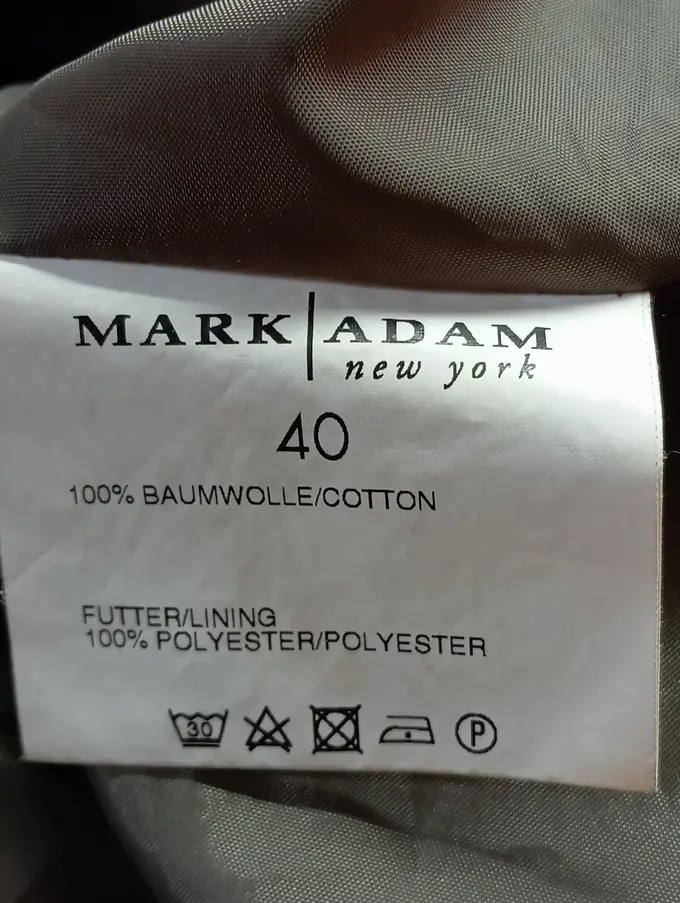 MARK ADAM
new york
40
100% BAUMWOLLE/COTTON
FUTTER/LINING
100% POLYESTER/POLYESTER
30 P